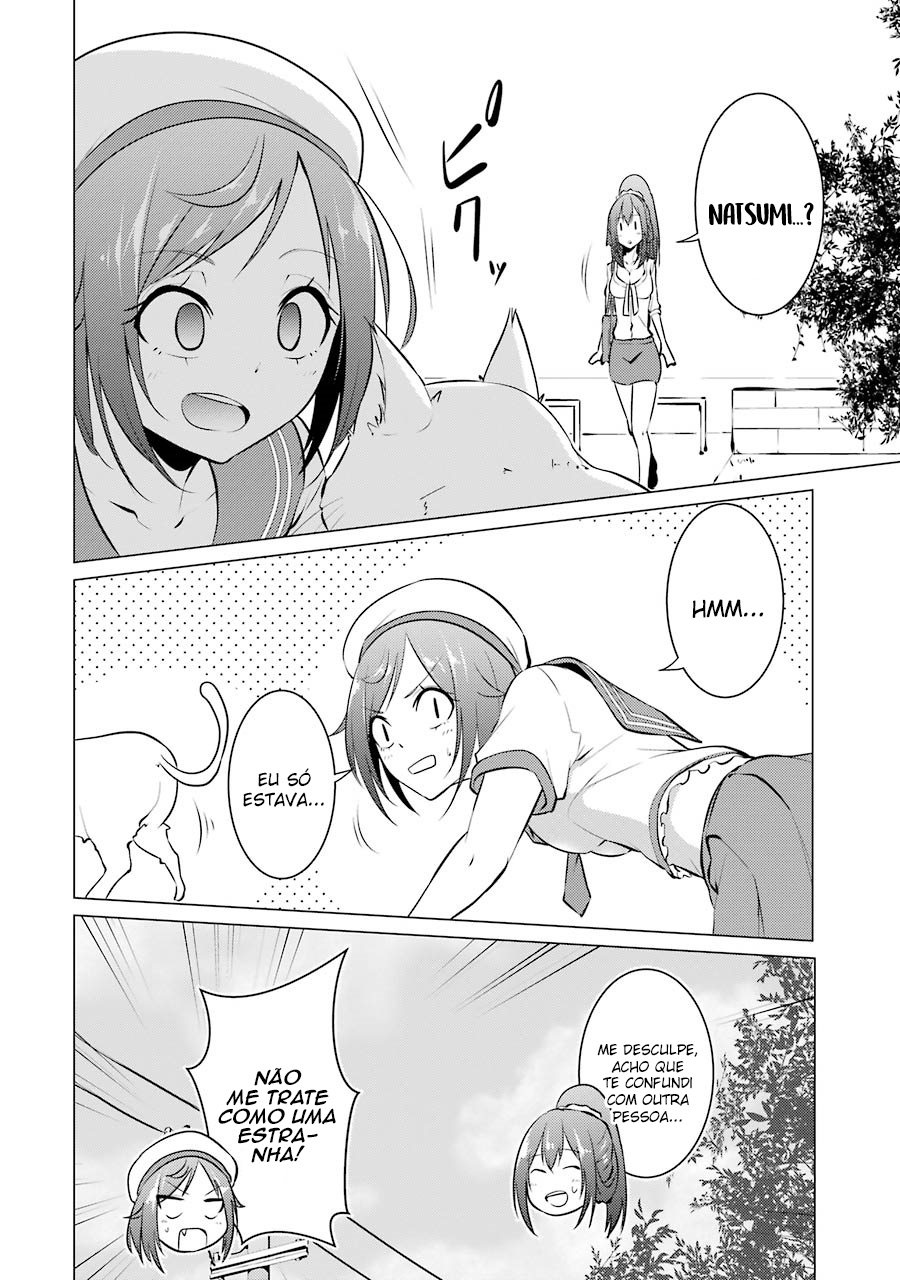 NATSUMI...?
ピクッ
HMM...
EU SÓ
ESTAVA...
ME DESCULPE,
ACHO QUE
TE CONFUNDI
COM OUTRA
PESSOA...
NÃO
ME TRATE
COMO UMA
ESTRA-
NHA!